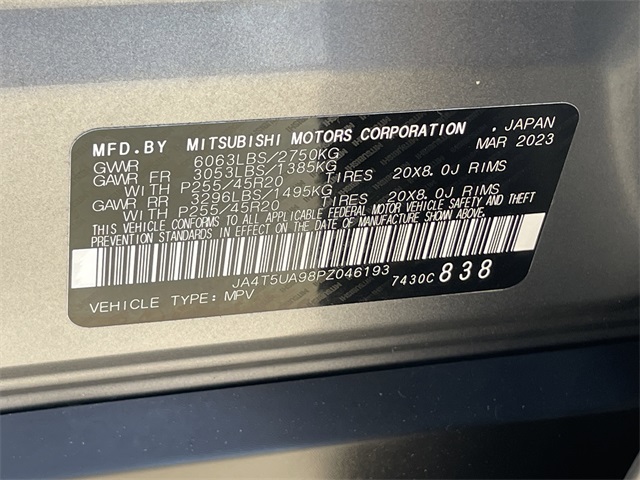 MFD.BY MITSUBISHI MOTORS CORPORATION , JAPAN
GVWR 6063LBS/2750KG MAR 2023
GAWR FR 3053LBS/1385KG TIRES 20X8.0J RIMS
WITH P255/45R20
GAWR RR 3296LBS/1495KG TIRES 20X8.0J RIMS
WITH P255/45R20
THIS VEHICLE CONFORMS TO ALL APPLICABLE FEDERAL MOTOR VEHICLE SAFETY AND THEFT
PREVENTION STANDARDS IN EFFECT ON THE DATE OF MANUFACTURE SHOWN ABOVE.
JA4T5UA98PZ046193 7430C 838
VEHICLE TYPE: MPV